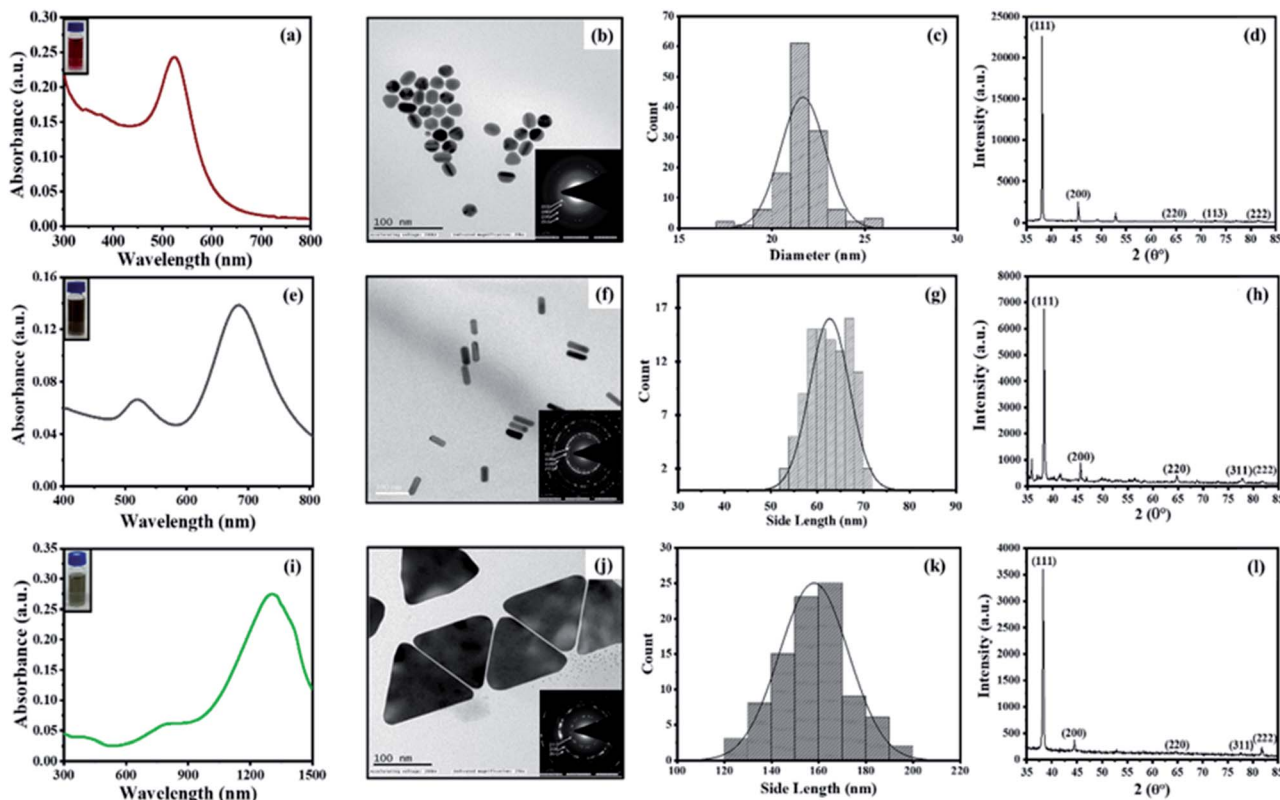 (a)
Absorbance (a.u.)
0.30
0.25
0.20
0.15
0.10
0.05
0.00
300 400 500 600 700 800
Wavelength (nm)
(b)
100 nm
(c)
Count
70
60
50
40
30
20
10
0
15 20 25 30
Diameter (nm)
(d)
Intensity (a.u.)
25000
20000
15000
10000
5000
0
(111)
(200)
(220) (113) (222)
35 40 45 50 55 60 65 70 75 80 85
2 (θ°)
(e)
Absorbance (a.u.)
0.16
0.12
0.08
0.04
0.00
400 500 600 700 800
Wavelength (nm)
(f)
(g)
Count
17
12
7
2
30 40 50 60 70 80 90
Side Length (nm)
(h)
Intensity (a.u.)
8000
7000
6000
5000
4000
3000
2000
1000
0
(111)
(200)
(220) (311) (222)
35 40 45 50 55 60 65 70 75 80 85
2 (θ°)
(i)
Absorbance (a.u.)
0.35
0.30
0.25
0.20
0.15
0.10
0.05
0.00
300 600 900 1200 1500
Wavelength (nm)
(j)
100 nm
(k)
Count
30
25
20
15
10
5
0
100 120 140 160 180 200 220
Side Length (nm)
(l)
Intensity (a.u.)
4000
3500
3000
2500
2000
1500
1000
500
0
(111)
(200)
(220) (311) (222)
35 40 45 50 55 60 65 70 75 80 85
2 (θ°)